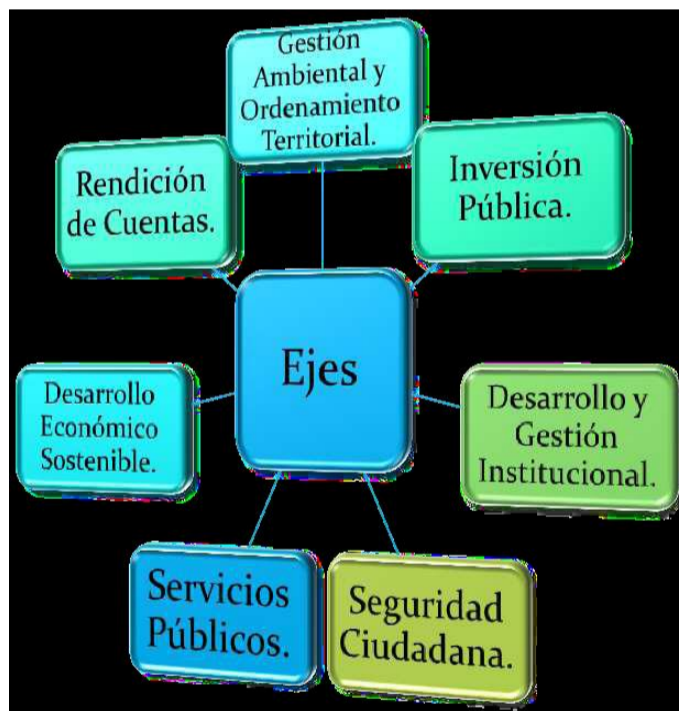 Gestión
Ambiental y
Ordenamiento
Territorial.
Rendición
de Cuentas.
Inversión
Pública.
Ejes
Desarrollo
Económico
Sostenible.
Desarrollo y
Gestión
Institucional.
Servicios
Públicos.
Seguridad
Ciudadana.